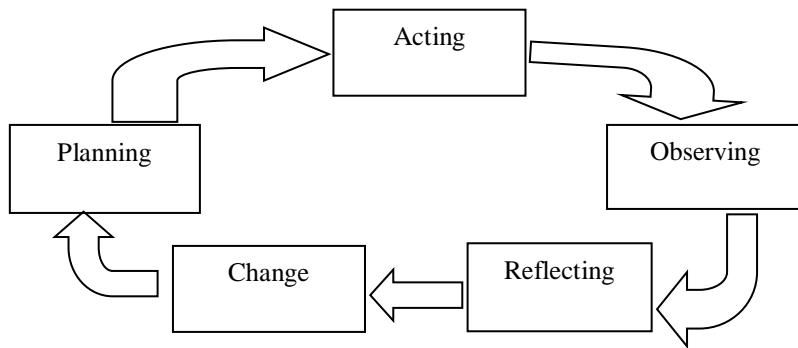 Acting
Planning
Observing
Change
Reflecting